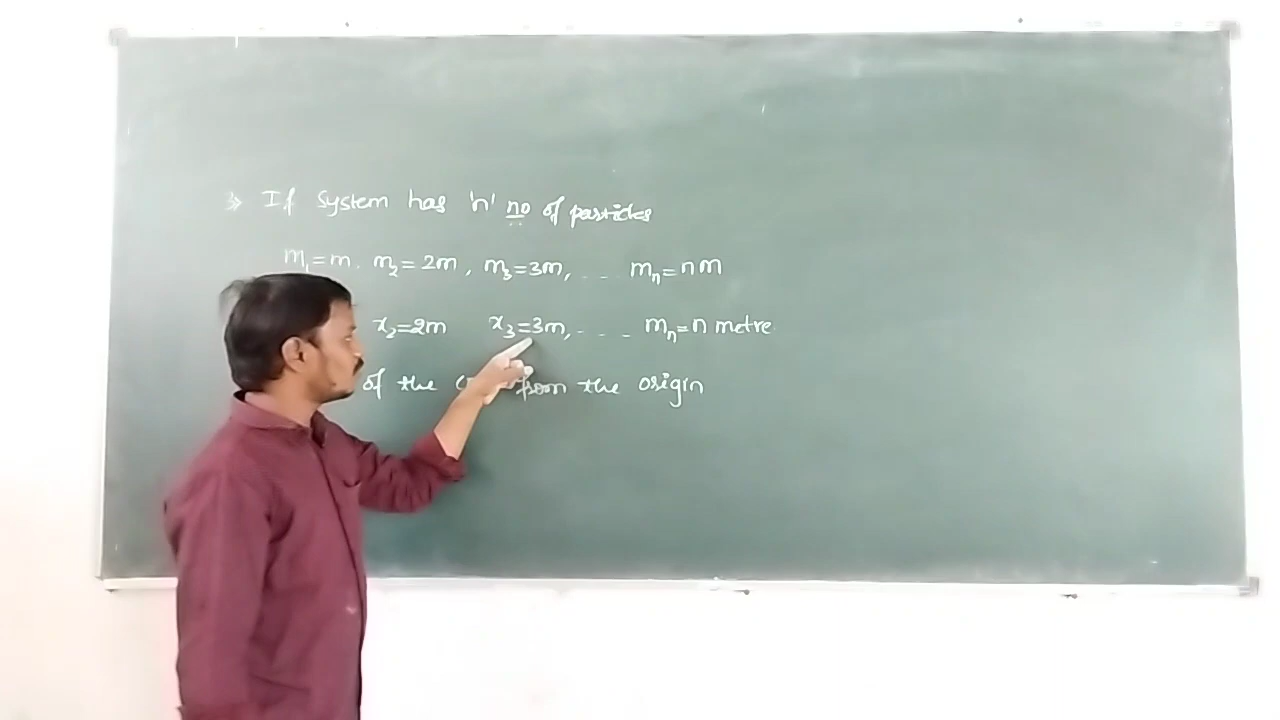 3) If System has 'n' no of particles
m₁=m. m₂=2m, m₃=3m, ... mₙ=nm
x₂=2m x₃=3m, .... mₙ=n metre
of the from the origin